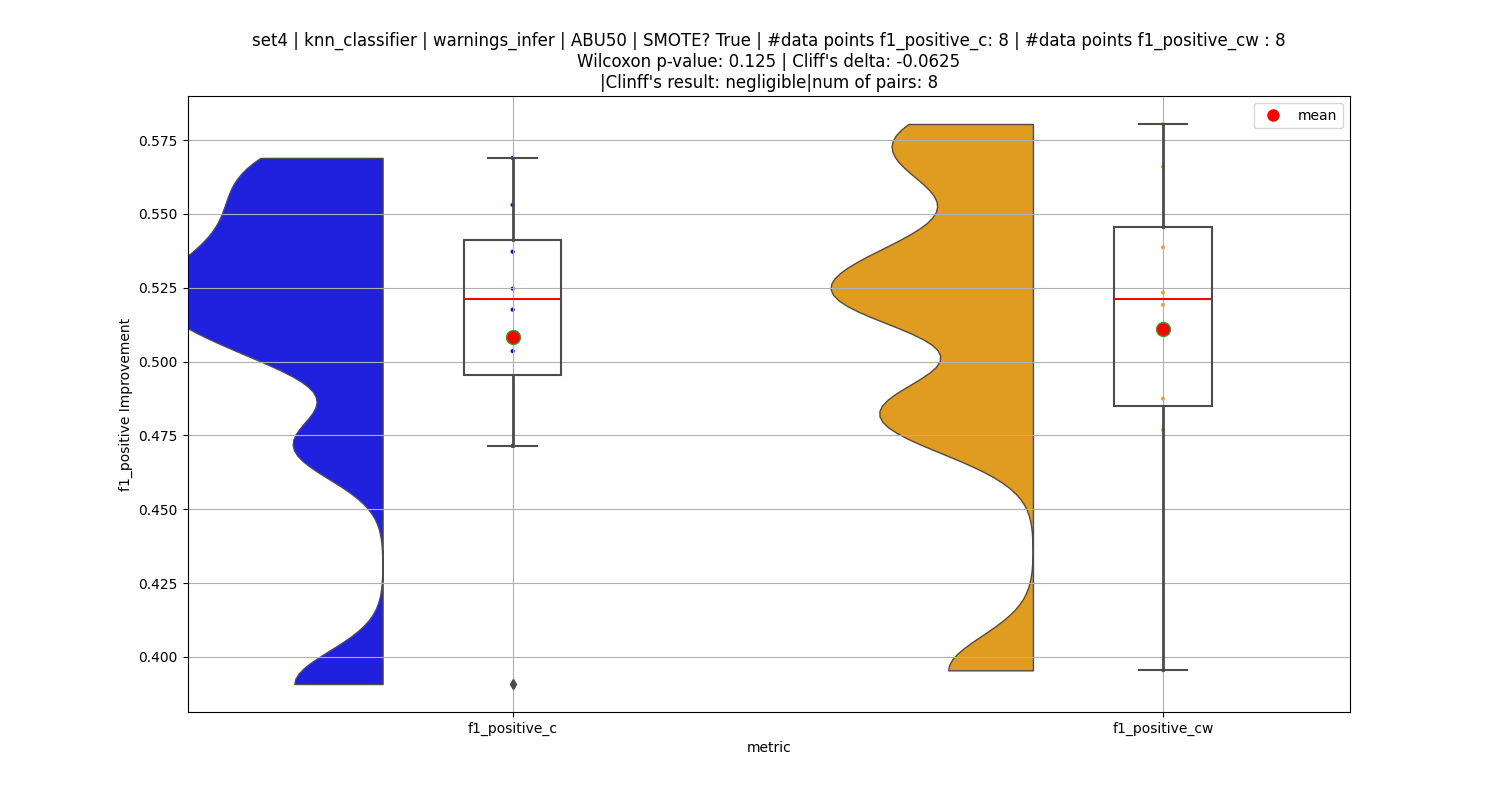 set4 | knn_classifier | warnings_infer | ABU50 | SMOTE? True | #data points f1_positive_c: 8 | #data points f1_positive_cw : 8
Wilcoxon p-value: 0.125 | Cliff's delta: -0.0625
|Clinff's result: negligible|num of pairs: 8
mean
0.575
0.550
0.525
0.500
0.475
0.450
0.425
0.400
f1_positive Improvement
f1_positive_c
f1_positive_cw
metric